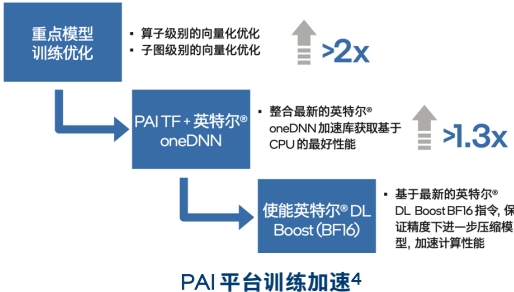 重点模型
训练优化
▪ 算子级别的向量化优化
▪ 子图级别的向量化优化
>2x
PAI TF + 英特尔®
oneDNN
▪ 整合最新的英特尔®
oneDNN 加速库获取基于
CPU 的最好性能
>1.3x
使能英特尔® DL
Boost (BF16)
▪ 基于最新的英特尔®
DL Boost BF16 指令, 保
证精度下进一步压缩模
型, 加速计算性能
PAI 平台训练加速4